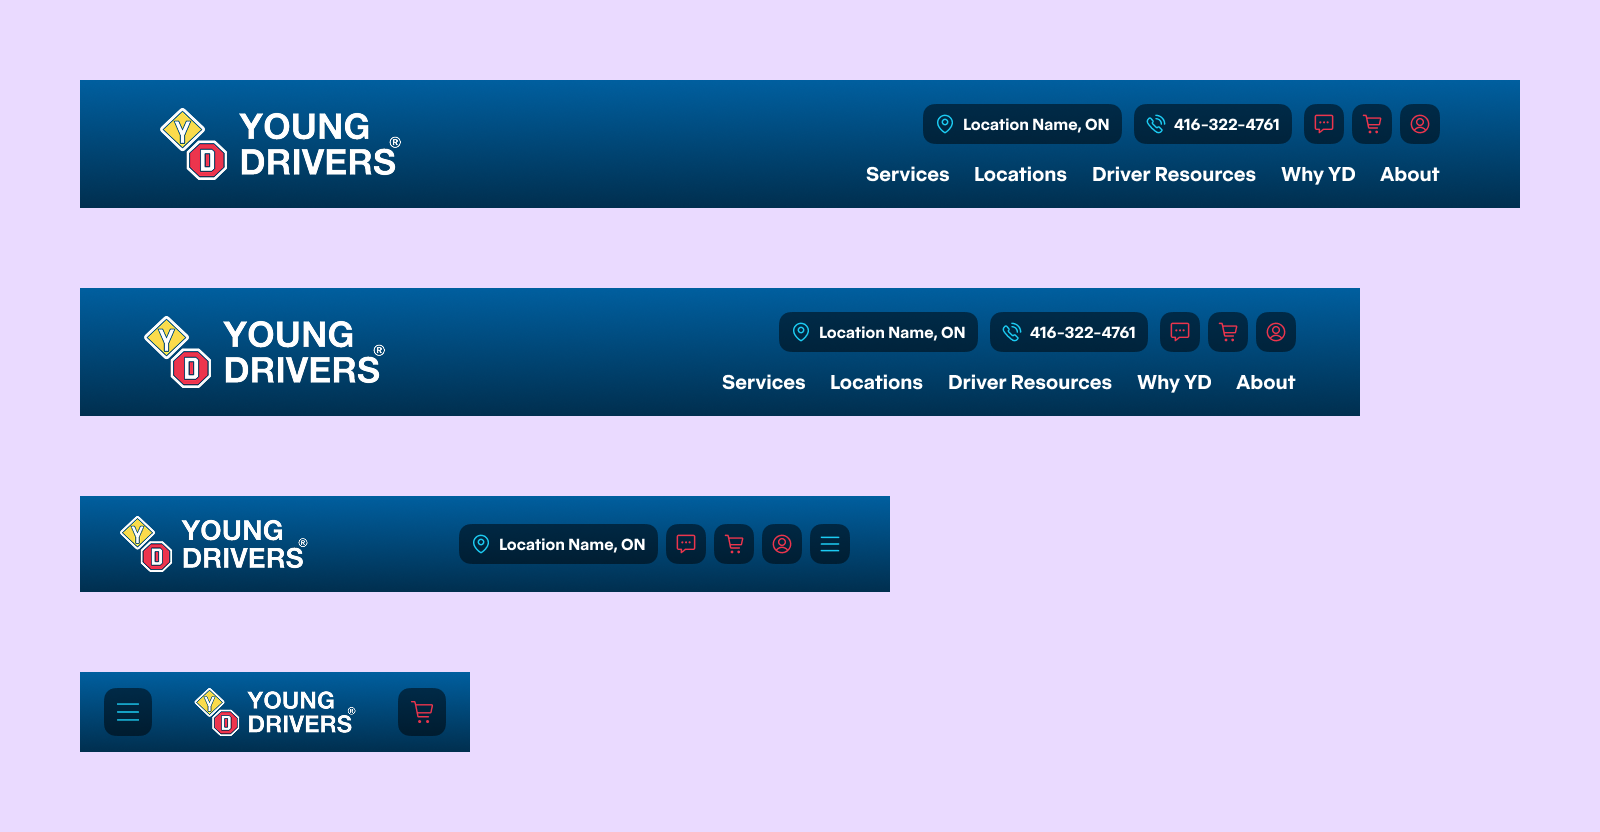 Y
D
YOUNG
DRIVERS®
Location Name, ON
416-322-4761
Services Locations Driver Resources Why YD About
Y
D
YOUNG
DRIVERS®
Location Name, ON
416-322-4761
Services Locations Driver Resources Why YD About
Y
D
YOUNG
DRIVERS®
Location Name, ON
Y
D
YOUNG
DRIVERS®